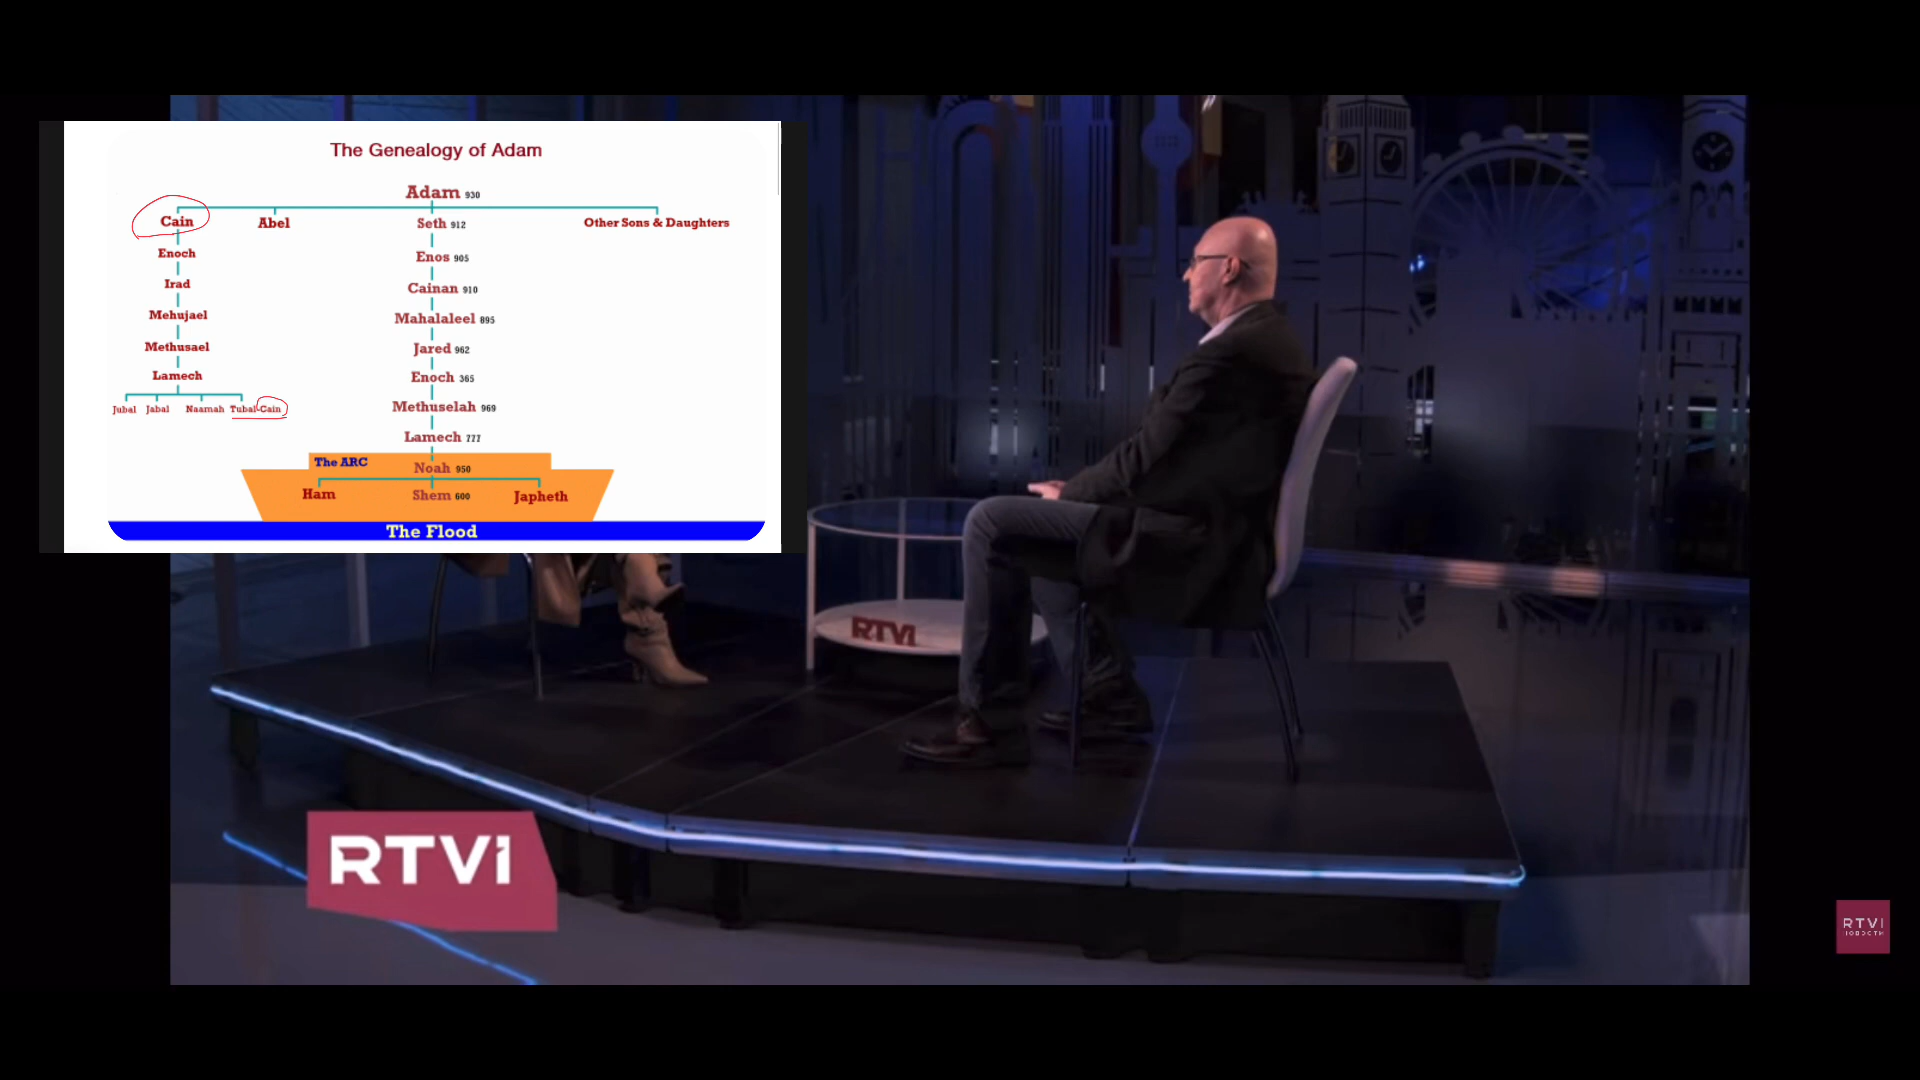 The Genealogy of Adam
Adam 930
Cain Abel Seth 912 Other Sons & Daughters
Enoch Enos 905
Irad Cainan 910
Mehujael Mahalaleel 895
Methusael Jared 962
Lamech Enoch 365
Jubal Jabal Naamah Tubal-Cain Methuselah 969
Lamech 777
The ARC Noah 950
Ham Shem 600 Japheth
The Flood
RTVi
RTVi
RTVI
НОВОСТИ